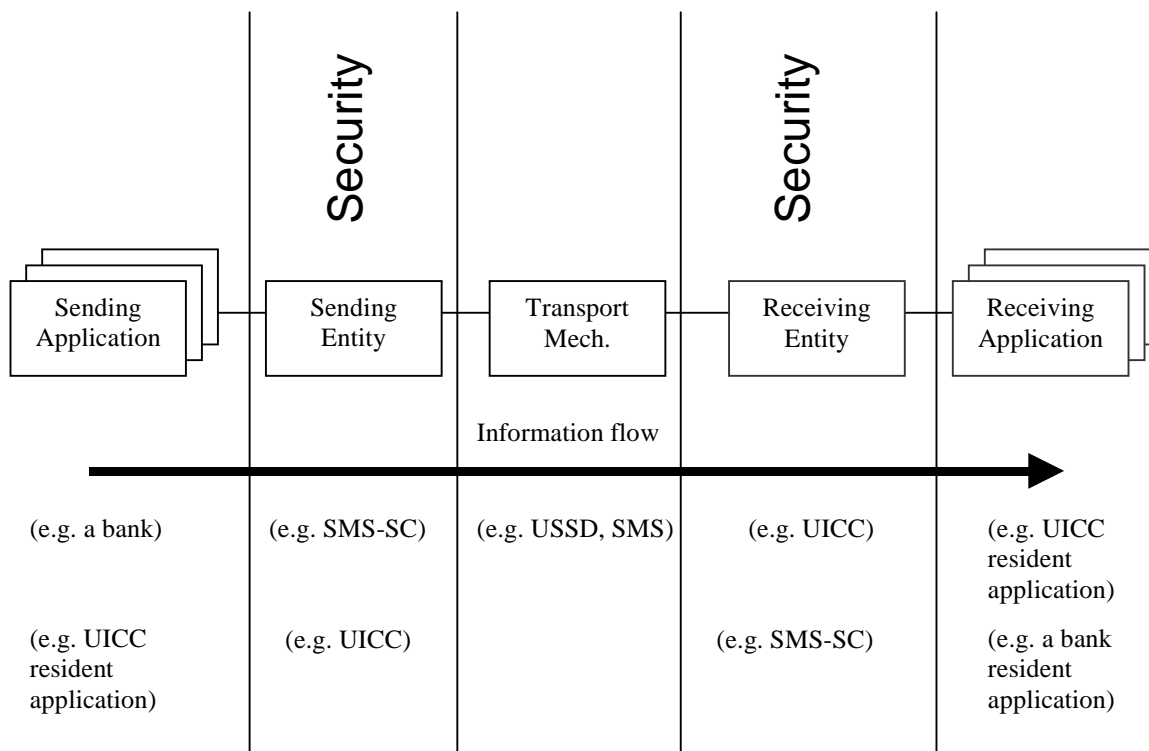 Security
Security
Sending
Application
Sending
Entity
Transport
Mech.
Receiving
Entity
Receiving
Application
Information flow
(e.g. a bank)
(e.g. SMS-SC)
(e.g. USSD, SMS)
(e.g. UICC)
(e.g. UICC
resident
application)
(e.g. UICC
resident
application)
(e.g. UICC)
(e.g. SMS-SC)
(e.g. a bank
resident
application)